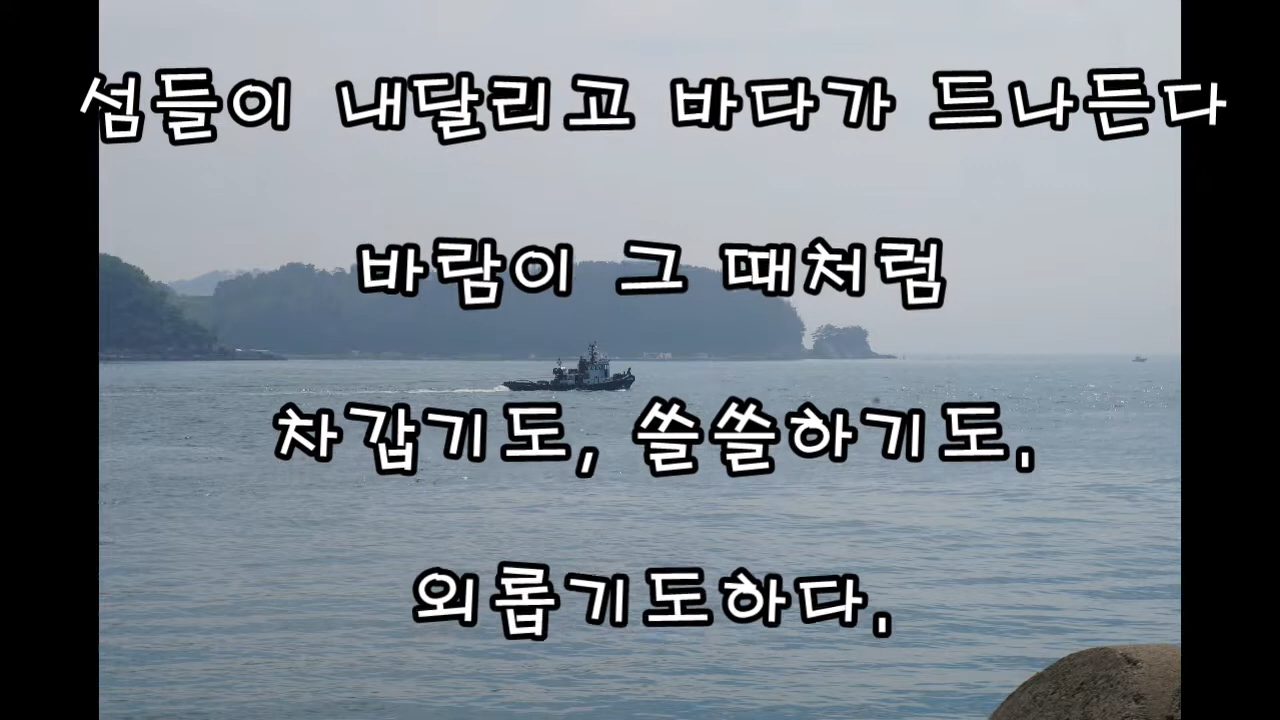 섬들이 내달리고 바다가 드나든다
바람이 그 때처럼
차갑기도, 쓸쓸하기도.
외롭기도하다.